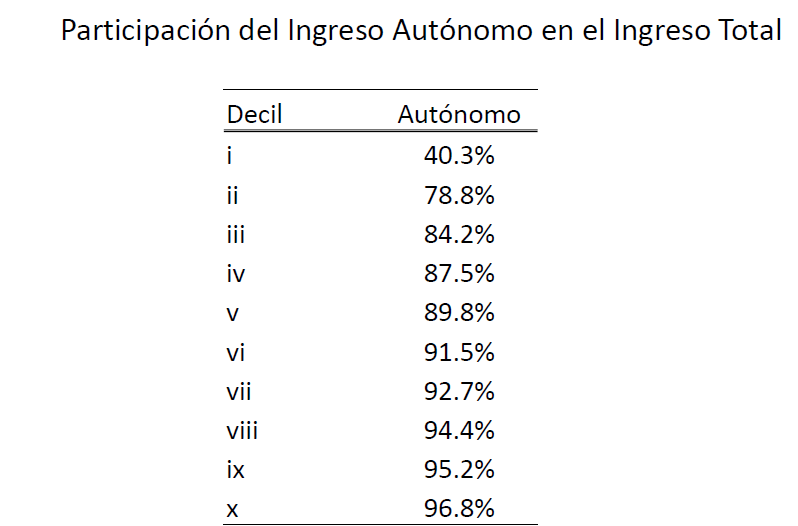 Participación del Ingreso Autónomo en el Ingreso Total
Decil Autónomo
i 40.3%
ii 78.8%
iii 84.2%
iv 87.5%
v 89.8%
vi 91.5%
vii 92.7%
viii 94.4%
ix 95.2%
x 96.8%